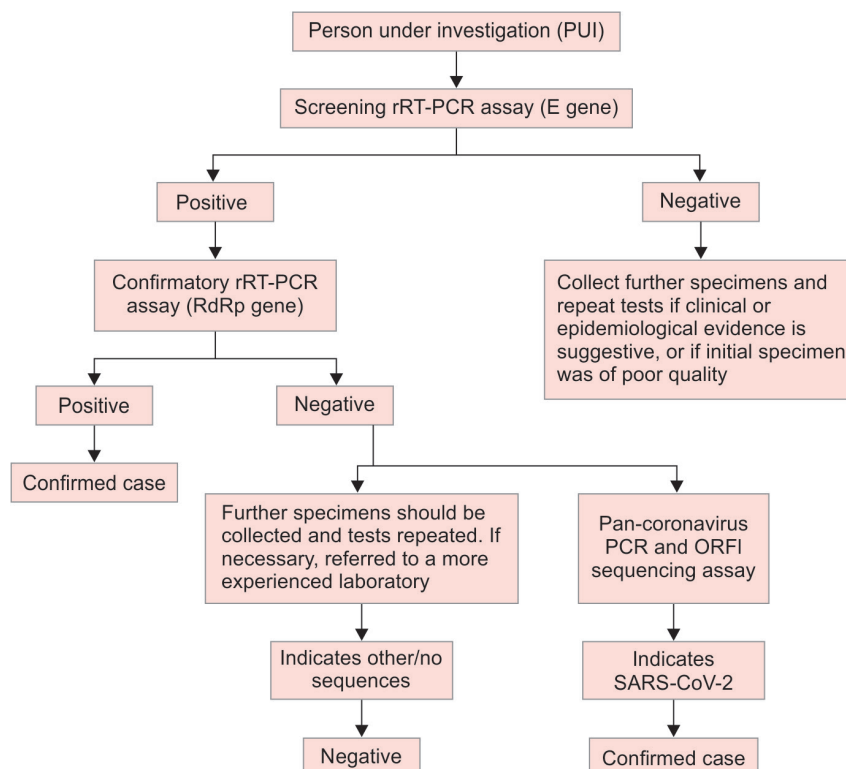 Person under investigation (PUI)
Screening rRT-PCR assay (E gene)
Positive
Negative
Confirmatory rRT-PCR
assay (RdRp gene)
Collect further specimens and
repeat tests if clinical or
epidemiological evidence is
suggestive, or if initial specimen
was of poor quality
Positive
Negative
Confirmed case
Further specimens should be
collected and tests repeated. If
necessary, referred to a more
experienced laboratory
Pan-coronavirus
PCR and ORFI
sequencing assay
Indicates other/no
sequences
Indicates
SARS-CoV-2
Negative
Confirmed case